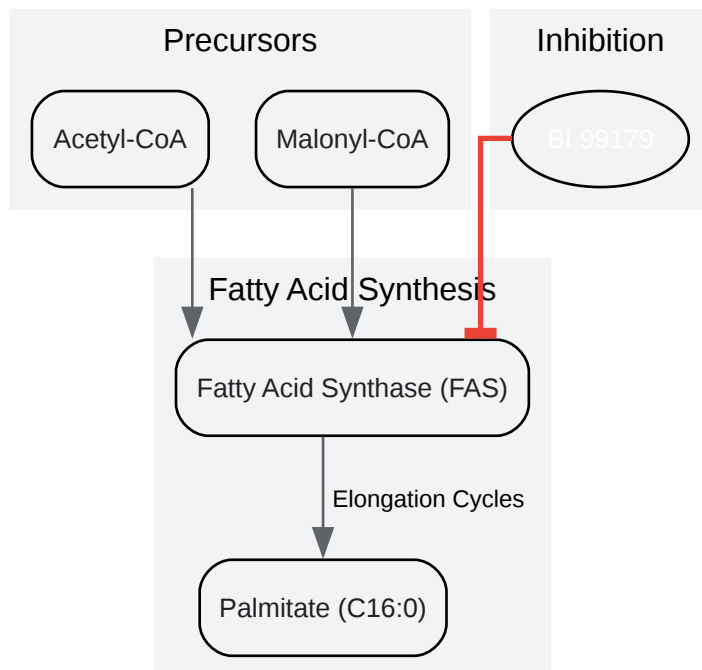 Precursors
Inhibition
Acetyl-CoA
Malonyl-CoA
BI 99179
Fatty Acid Synthesis
Fatty Acid Synthase (FAS)
Elongation Cycles
Palmitate (C16:0)